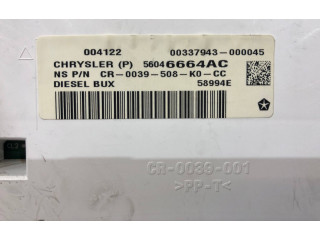 004122 00337943-000045
CHRYSLER (P) 56046664AC
NS P/N CR-0039-508-K0-CC
DIESEL BUX 58994E
CR-0039-001
>PP-T<